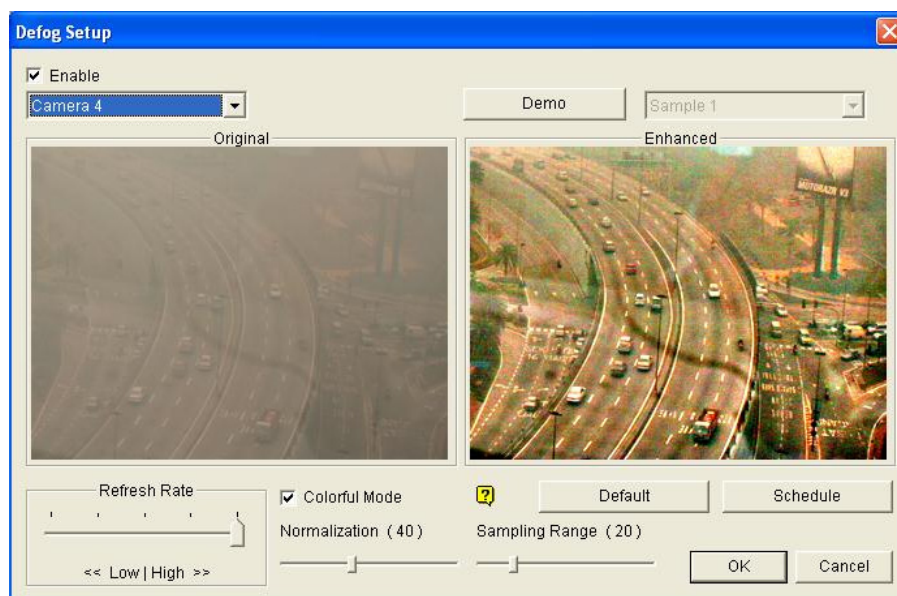 Defog Setup
Enable
Camera 4
Demo
Sample 1
Original
Enhanced
MOTORAZR V3
Refresh Rate
<< Low | High >>
Colorful Mode
?
Default
Schedule
Normalization ( 40 )
Sampling Range ( 20 )
OK
Cancel